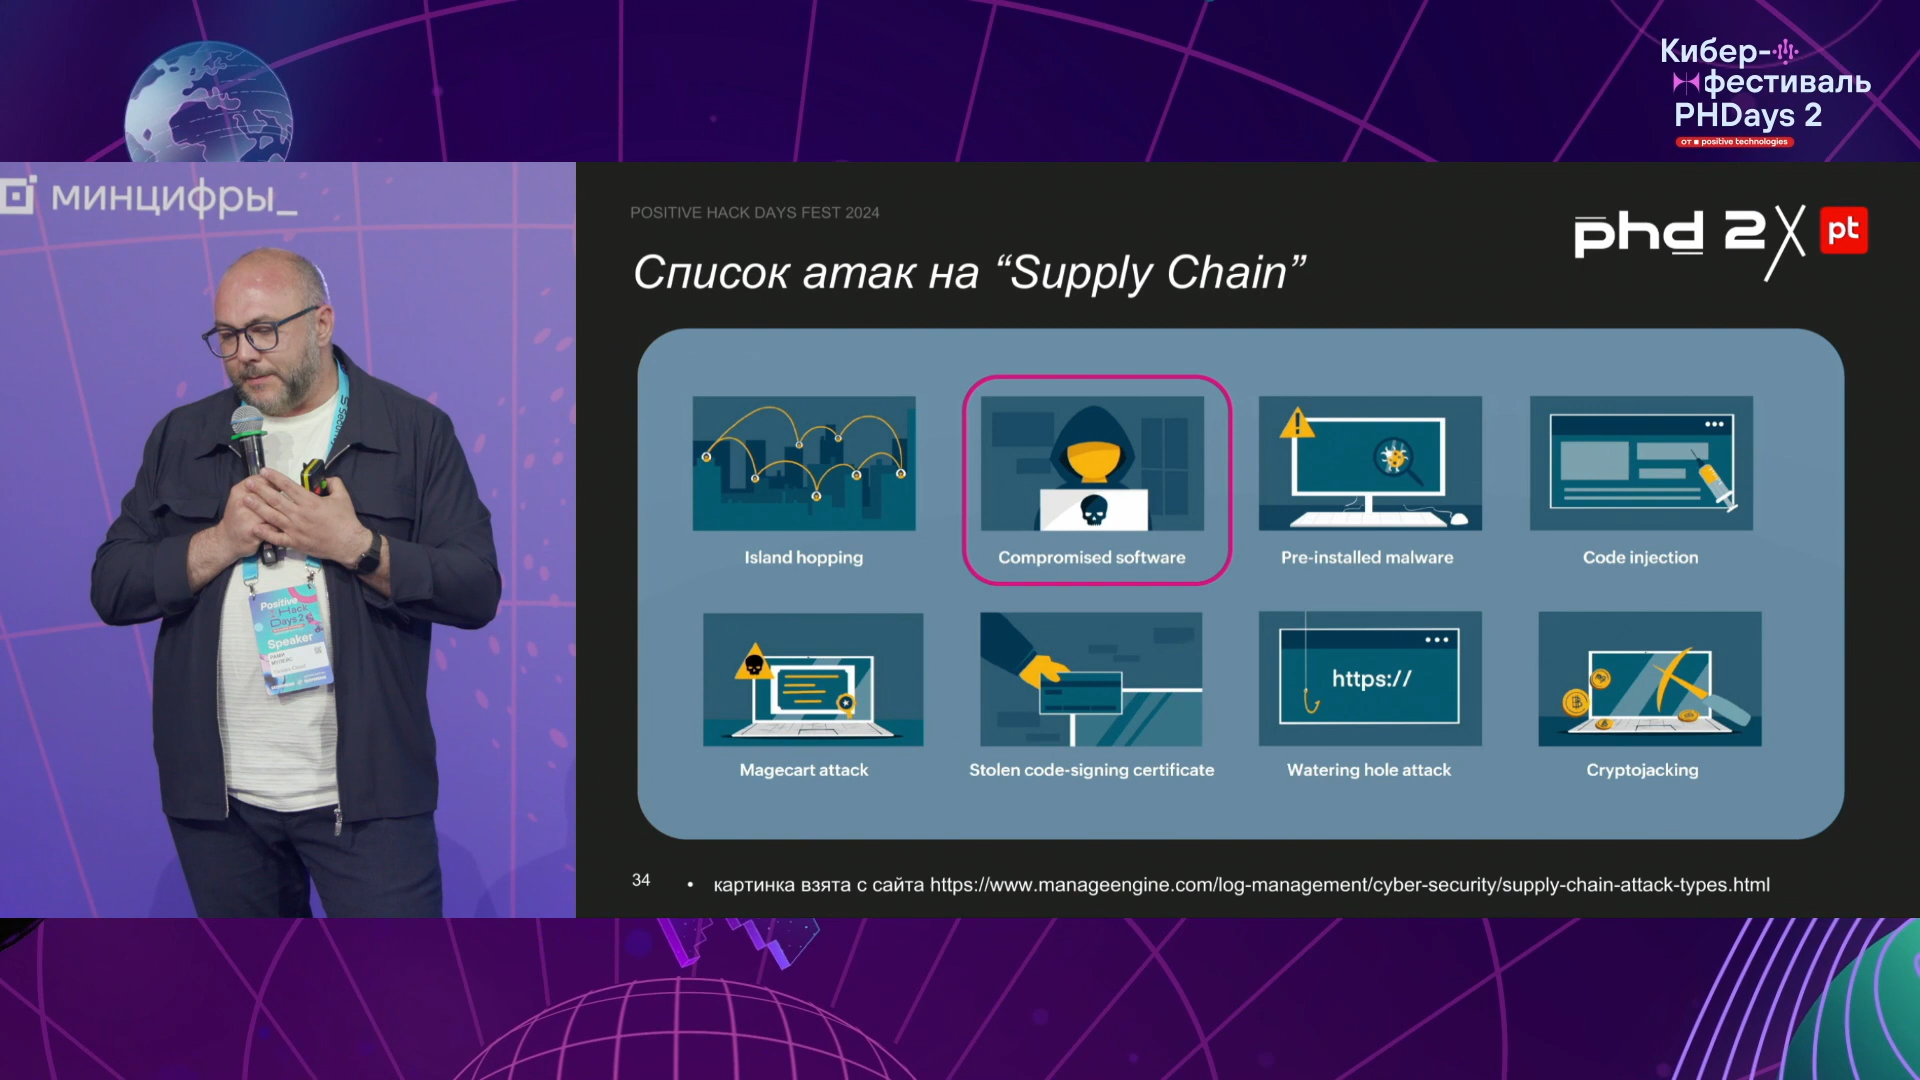 Кибер-
фестиваль
PHDays 2
от positive technologies
минцифры_
POSITIVE HACK DAYS FEST 2024
phd 2
pt
Список атак на “Supply Chain”
Island hopping
Compromised software
Pre-installed malware
Code injection
https://
Magecart attack
Stolen code-signing certificate
Watering hole attack
Cryptojacking
Positive
Hack
Days 2
Speaker
34
• картинка взята с сайта https://www.manageengine.com/log-management/cyber-security/supply-chain-attack-types.html